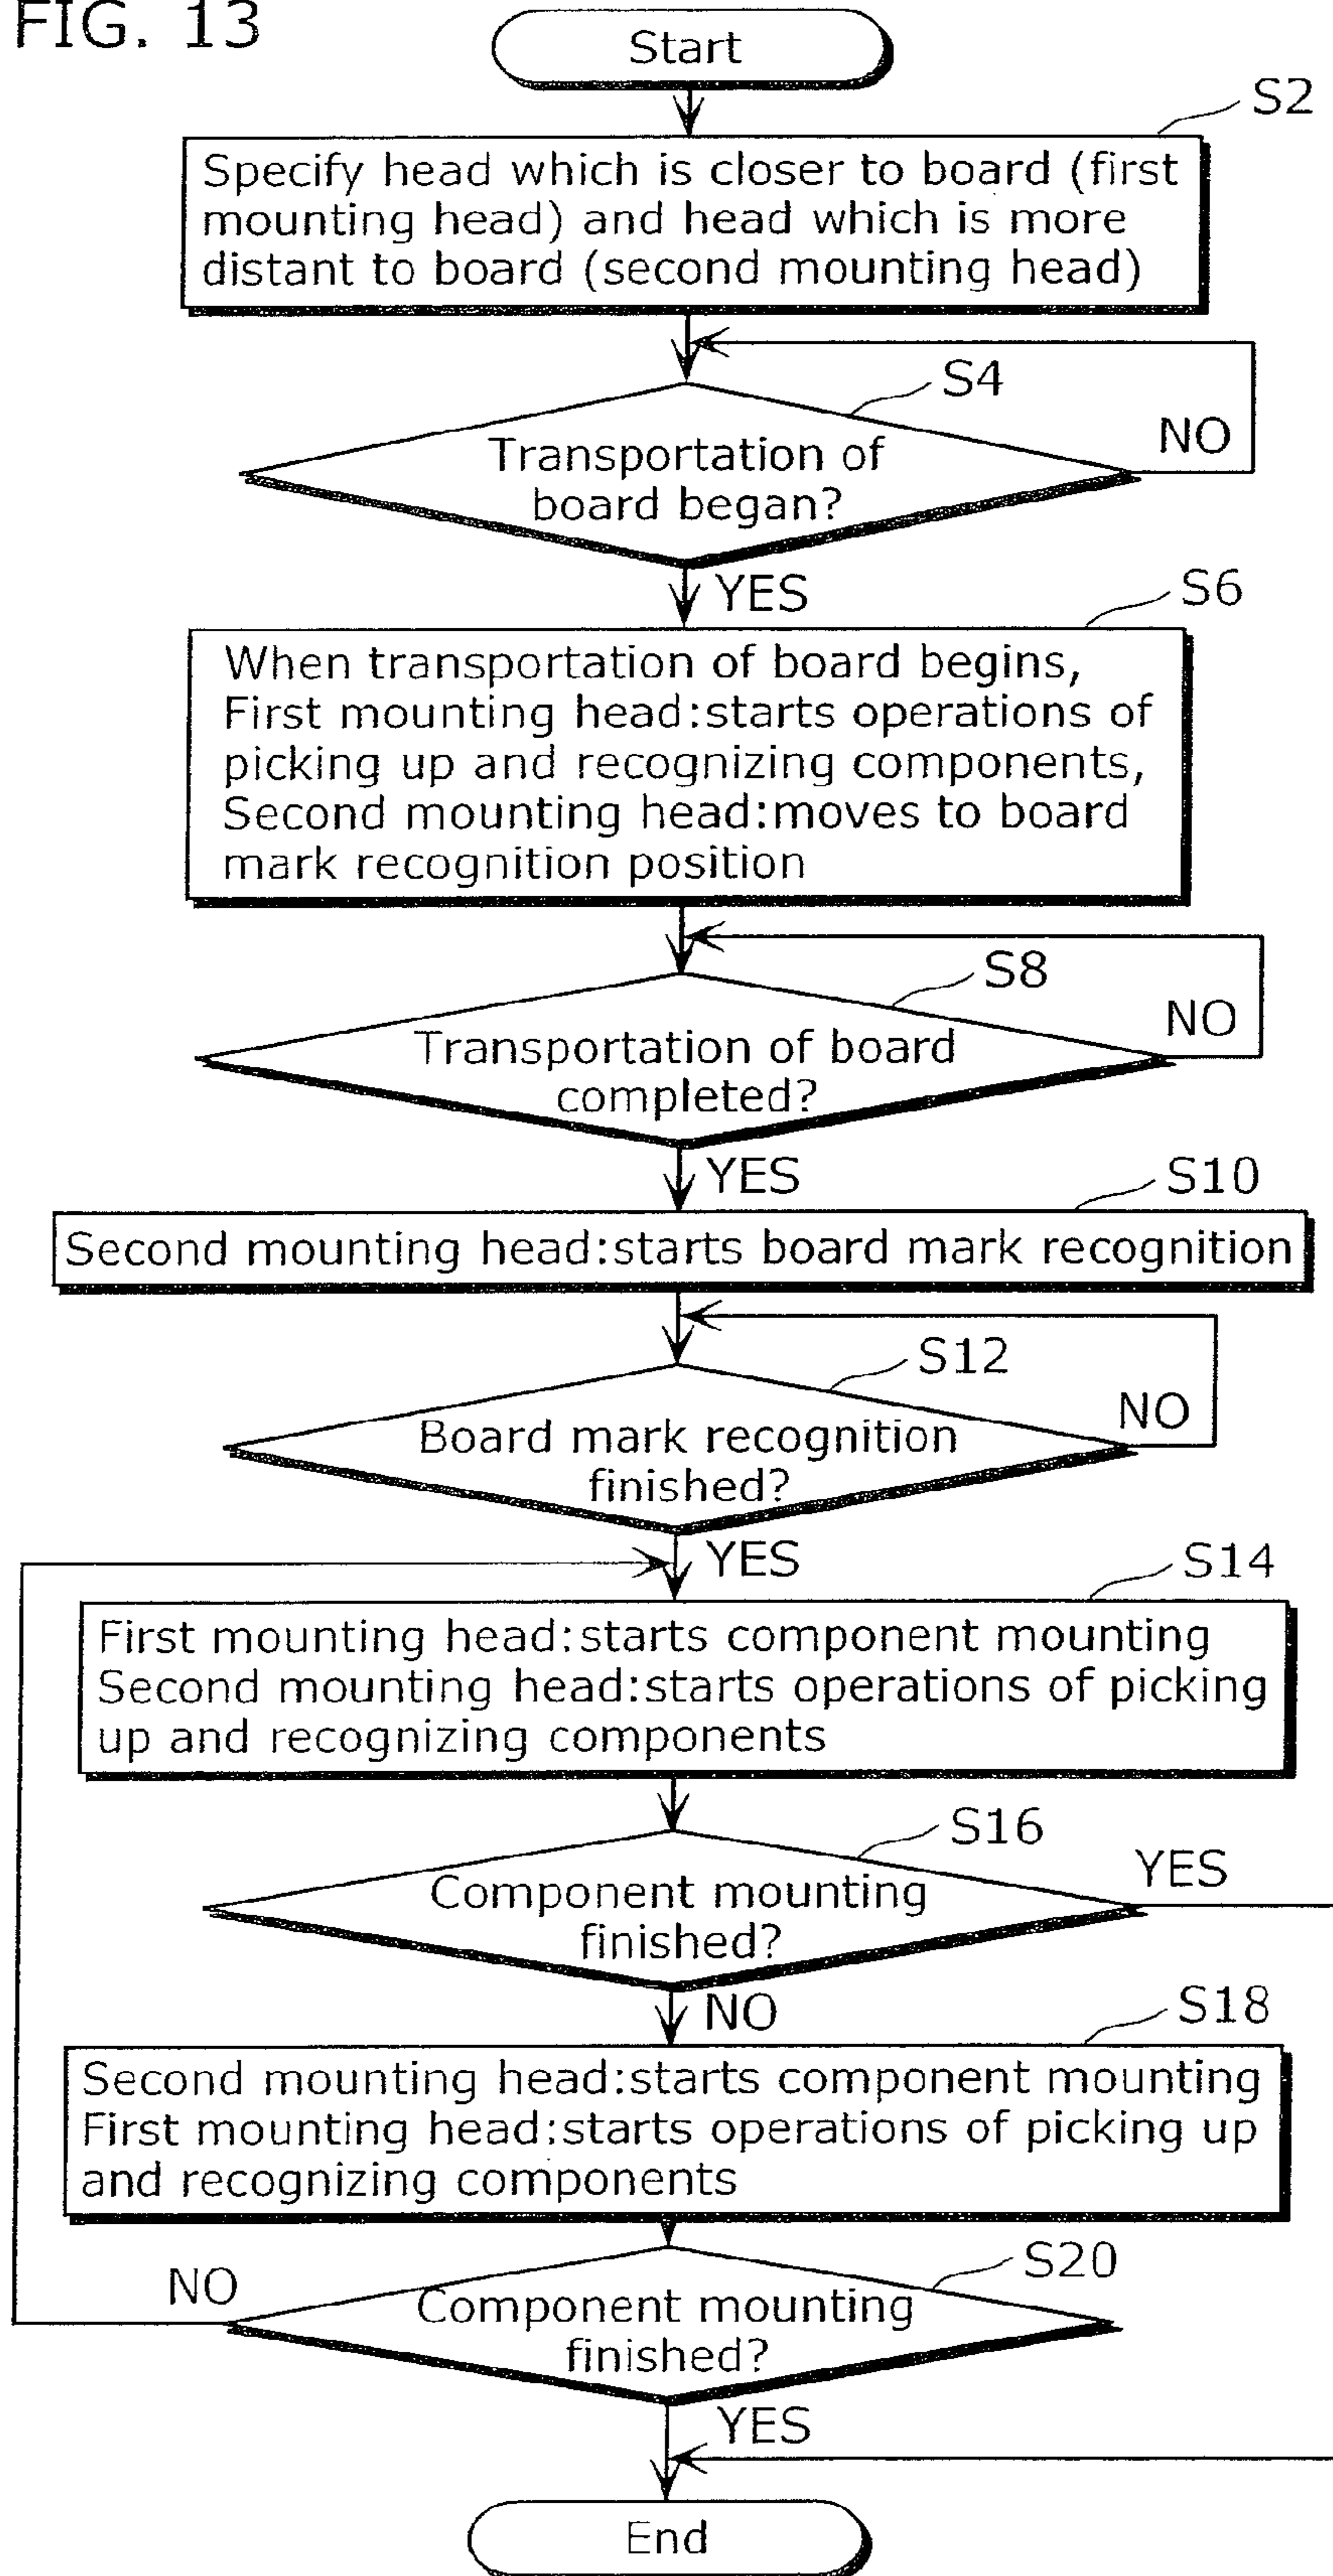 FIG. 13
Start
S2
Specify head which is closer to board (first
mounting head) and head which is more
distant to board (second mounting head)
S4
NO
Transportation of
board began?
YES
S6
When transportation of board begins,
First mounting head:starts operations of
picking up and recognizing components,
Second mounting head:moves to board
mark recognition position
S8
NO
Transportation of board
completed?
YES
S10
Second mounting head:starts board mark recognition
S12
NO
Board mark recognition
finished?
YES
S14
First mounting head:starts component mounting
Second mounting head:starts operations of picking
up and recognizing components
S16
YES
Component mounting
finished?
NO
S18
Second mounting head:starts component mounting
First mounting head:starts operations of picking up
and recognizing components
S20
NO
Component mounting
finished?
YES
End